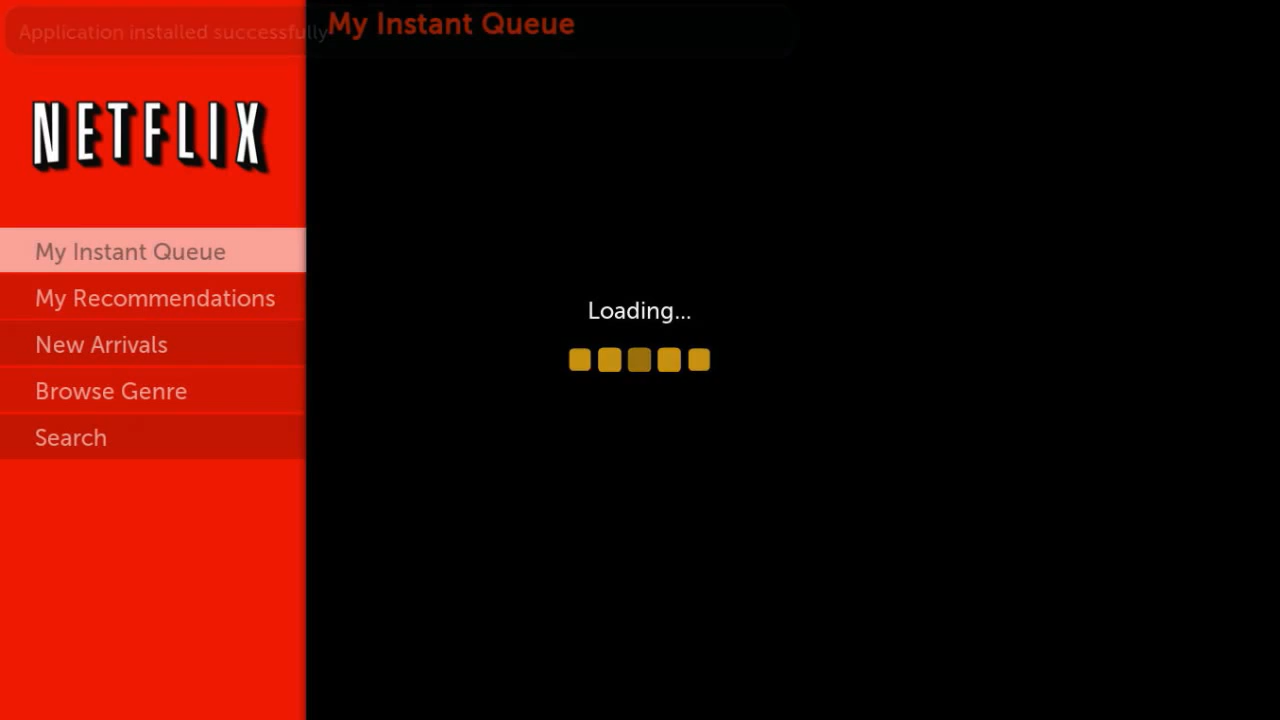 Application installed successfully
My Instant Queue
NETFLIX
My Instant Queue
My Recommendations
New Arrivals
Browse Genre
Search
Loading...